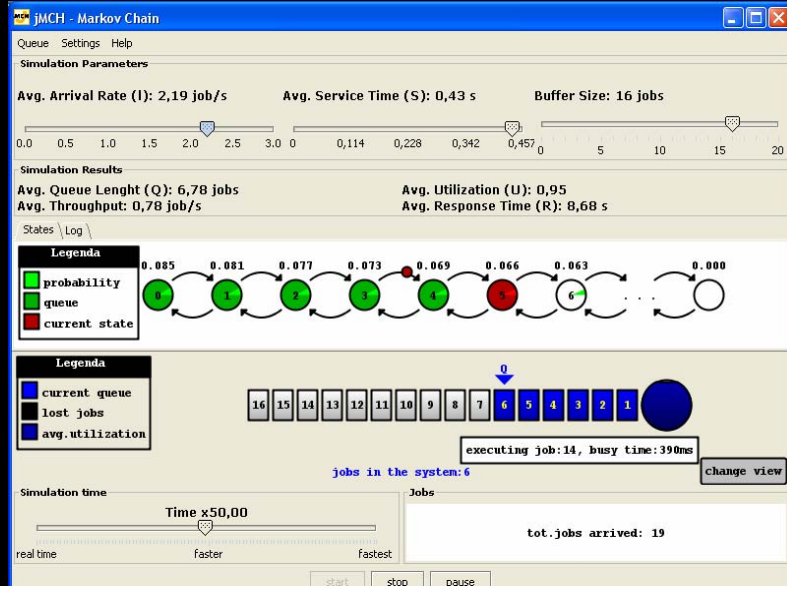 MCH jMCH - Markov Chain
Queue Settings Help
Simulation Parameters
Avg. Arrival Rate (l): 2,19 job/s Avg. Service Time (S): 0,43 s Buffer Size: 16 jobs
0.0 0.5 1.0 1.5 2.0 2.5 3.0 0 0,114 0,228 0,342 0,457 0 5 10 15 20
Simulation Results
Avg. Queue Lenght (Q): 6,78 jobs Avg. Utilization (U): 0,95
Avg. Throughput: 0,78 job/s Avg. Response Time (R): 8,68 s
States Log
Legenda
probability
queue
current state
0.085 0.081 0.077 0.073 0.069 0.066 0.063 0.000
0 1 2 3 4 5 6 . . .
Legenda
current queue
lost jobs
avg.utilization
Q
16 15 14 13 12 11 10 9 8 7 6 5 4 3 2 1
executing job:14, busy time:390ms
jobs in the system:6
change view
Simulation time
Time x50,00
real time faster fastest
Jobs
tot.jobs arrived: 19
start stop pause